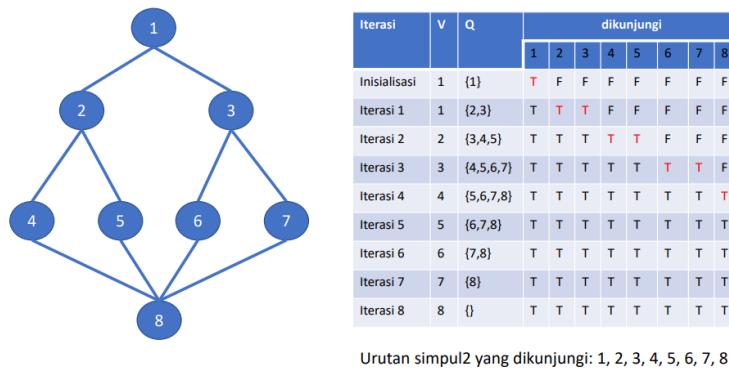 1
2 3
4 5 6 7
8
Iterasi V Q dikunjungi
1 2 3 4 5 6 7 8
Inisialisasi 1 {1} T F F F F F F F
Iterasi 1 1 {2,3} T T T F F F F F
Iterasi 2 2 {3,4,5} T T T T T F F F
Iterasi 3 3 {4,5,6,7} T T T T T T T F
Iterasi 4 4 {5,6,7,8} T T T T T T T T
Iterasi 5 5 {6,7,8} T T T T T T T T
Iterasi 6 6 {7,8} T T T T T T T T
Iterasi 7 7 {8} T T T T T T T T
Iterasi 8 8 {} T T T T T T T T
Urutan simpul2 yang dikunjungi: 1, 2, 3, 4, 5, 6, 7, 8